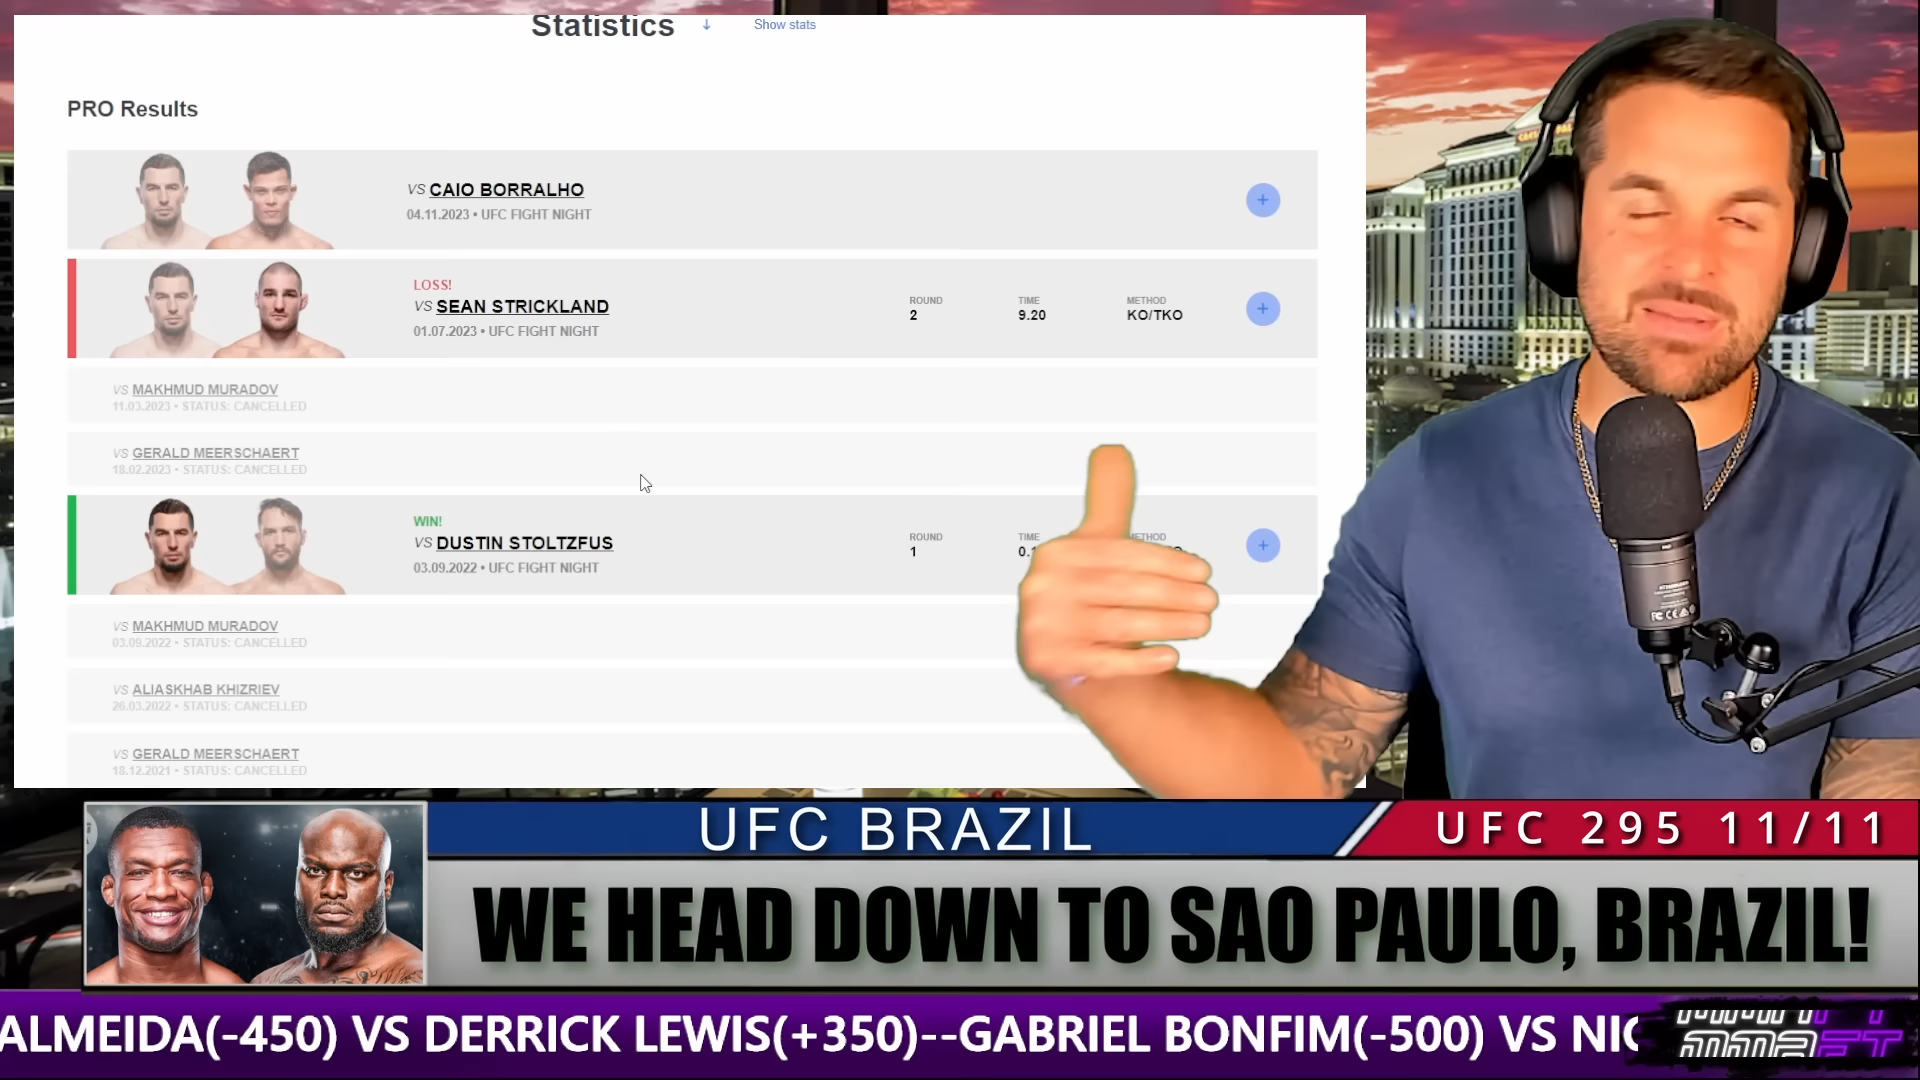 Statistics ↓ Show stats
PRO Results
VS CAIO BORRALHO
04.11.2023 • UFC FIGHT NIGHT
+
LOSS!
VS SEAN STRICKLAND
01.07.2023 • UFC FIGHT NIGHT
ROUND TIME METHOD
2 9.20 KO/TKO
+
VS MAKHMUD MURADOV
11.03.2023 • STATUS: CANCELLED
VS GERALD MEERSCHAERT
18.02.2023 • STATUS: CANCELLED
WIN!
VS DUSTIN STOLTZFUS
03.09.2022 • UFC FIGHT NIGHT
ROUND TIME
1
+
VS MAKHMUD MURADOV
03.09.2022 • STATUS: CANCELLED
VS ALIASKHAB KHIZRIEV
26.03.2022 • STATUS: CANCELLED
VS GERALD MEERSCHAERT
18.12.2021 • STATUS: CANCELLED
UFC BRAZIL
UFC 295 11/11
WE HEAD DOWN TO SAO PAULO, BRAZIL!
ALMEIDA(-450) VS DERRICK LEWIS(+350)--GABRIEL BONFIM(-500) VS NIC